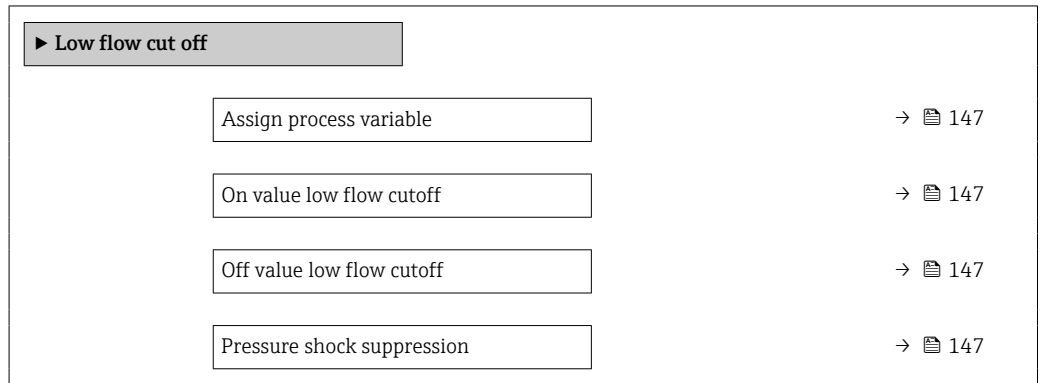 ▶ Low flow cut off
Assign process variable → 147
On value low flow cutoff → 147
Off value low flow cutoff → 147
Pressure shock suppression → 147